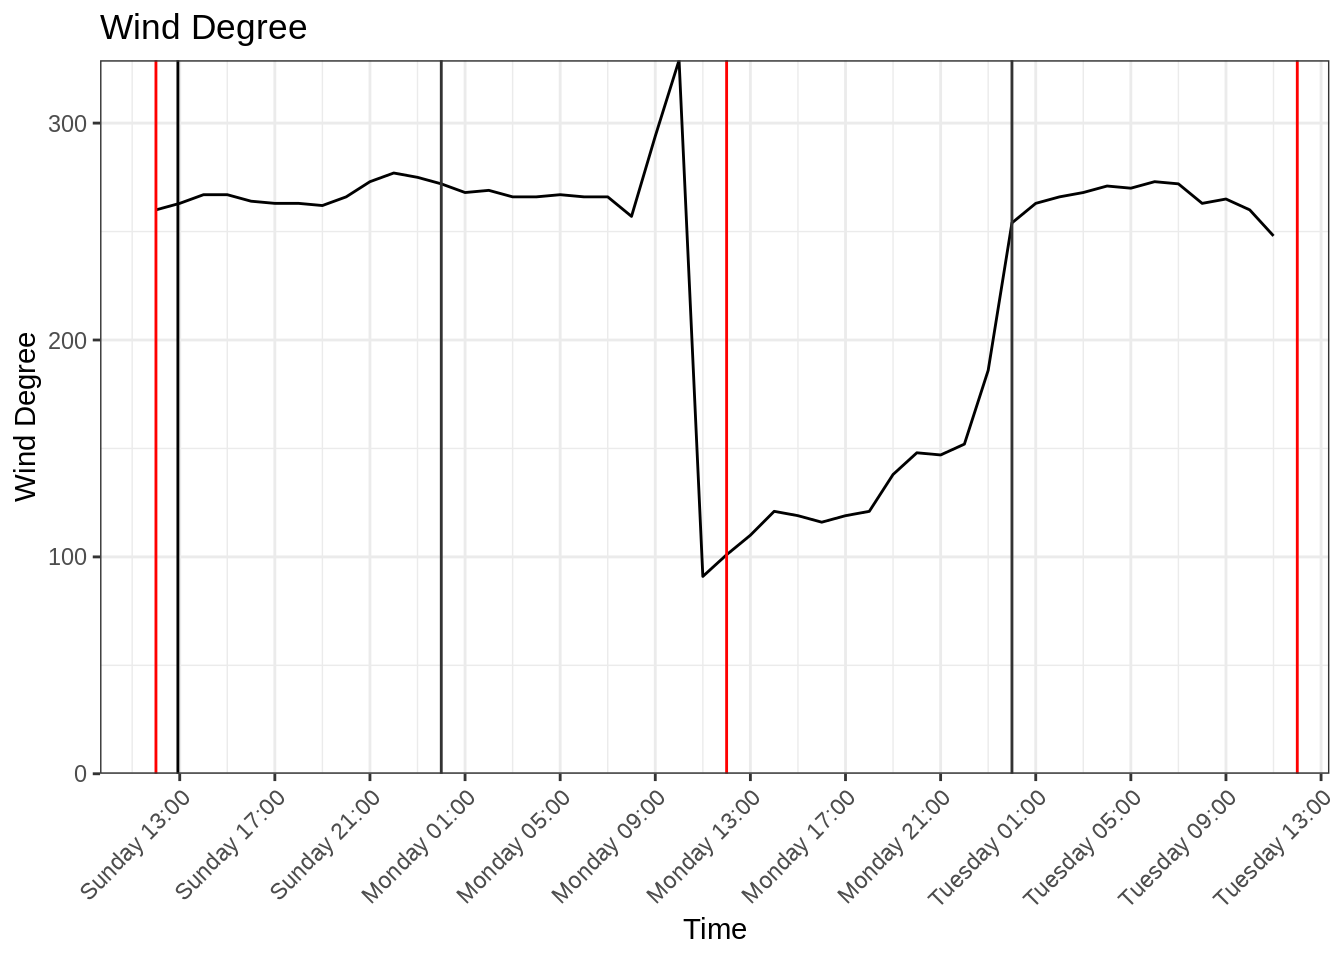 Wind Degree
Wind Degree
300
200
100
0
Sunday 13:00
Sunday 17:00
Sunday 21:00
Monday 01:00
Monday 05:00
Monday 09:00
Monday 13:00
Monday 17:00
Monday 21:00
Tuesday 01:00
Tuesday 05:00
Tuesday 09:00
Tuesday 13:00
Time